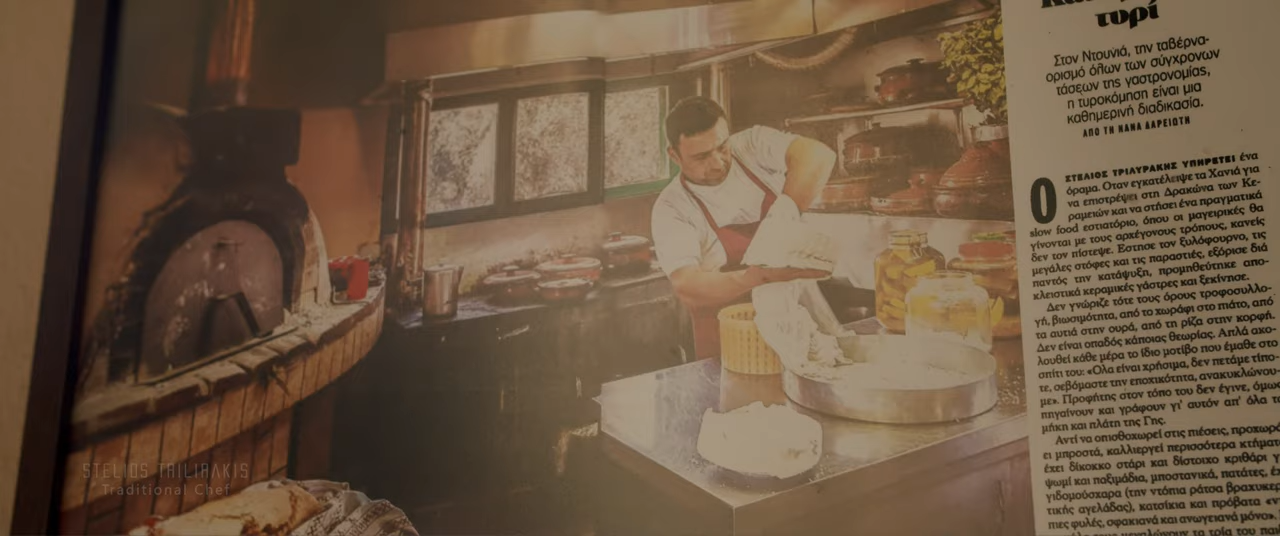 STELIOS TRILIRAKIS
Traditional Chef
τυρί
Στον Ντουνιά, την ταβέρνα-
ορισμό όλων των σύγχρονων
τάσεων της γαστρονομίας,
η τυροκόμηση είναι μια
καθημερινή διαδικασία.
ΑΠΟ ΤΗ ΝΑΝΑ ΔΑΡΕΙΩΤΗ
Ο ΣΤΕΛΙΟΣ ΤΡΙΛΥΡΑΚΗΣ ΥΠΗΡΕΤΕΙ ένα
όραμα. Οταν εγκατέλειψε τα Χανιά για
να επιστρέψει στη Δρακώνα των Κε-
ραμειών και να στήσει ένα πραγματικά
slow food εστιατόριο, όπου οι μαγειρικές θα
γίνονται με τους αρχέγονους τρόπους, κανείς
δεν τον πίστεψε. Εστησε τον ξυλόφουρνο, τις
μεγάλες στόφες και τις παραστιές, εξόρισε διά
παντός την κατάψυξη, προμηθεύτηκε απο-
κλειστικά κεραμικές γάστρες και ξεκίνησε.
Δεν γνώριζε τότε τους όρους τροφοσυλλο-
γή, βιωσιμότητα, από το χωράφι στο πιάτο, από
τα αυτιά στην ουρά, από τη ρίζα στην κορφή.
Δεν είναι οπαδός κάποιας θεωρίας. Απλά ακο-
λουθεί κάθε μέρα το ίδιο μοτίβο που έμαθε στο
σπίτι του: «Ολα είναι χρήσιμα, δεν πετάμε τίπο-
τε, σεβόμαστε την εποχικότητα, ανακυκλώνου-
με». Προφήτης στον τόπο του δεν έγινε, όμως
πηγαίνουν και γράφουν γι' αυτόν απ' όλα τα
μήκη και πλάτη της Γης.
Αντί να οπισθοχωρεί στις πιέσεις, προχωρά
ει μπροστά, καλλιεργεί περισσότερα κτήματ
έχει δίκοκκο στάρι και δίστοιχο κριθάρι γ
ψωμί και παξιμάδια, μποστανικά, πατάτες, έχ
γιδομούσκαρα (την ντόπια ράτσα βραχυκερ
τικής αγελάδας), κατσίκια και πρόβατα «ν
πιες φυλές, σφακιανά και ανωγειανά μόνο».